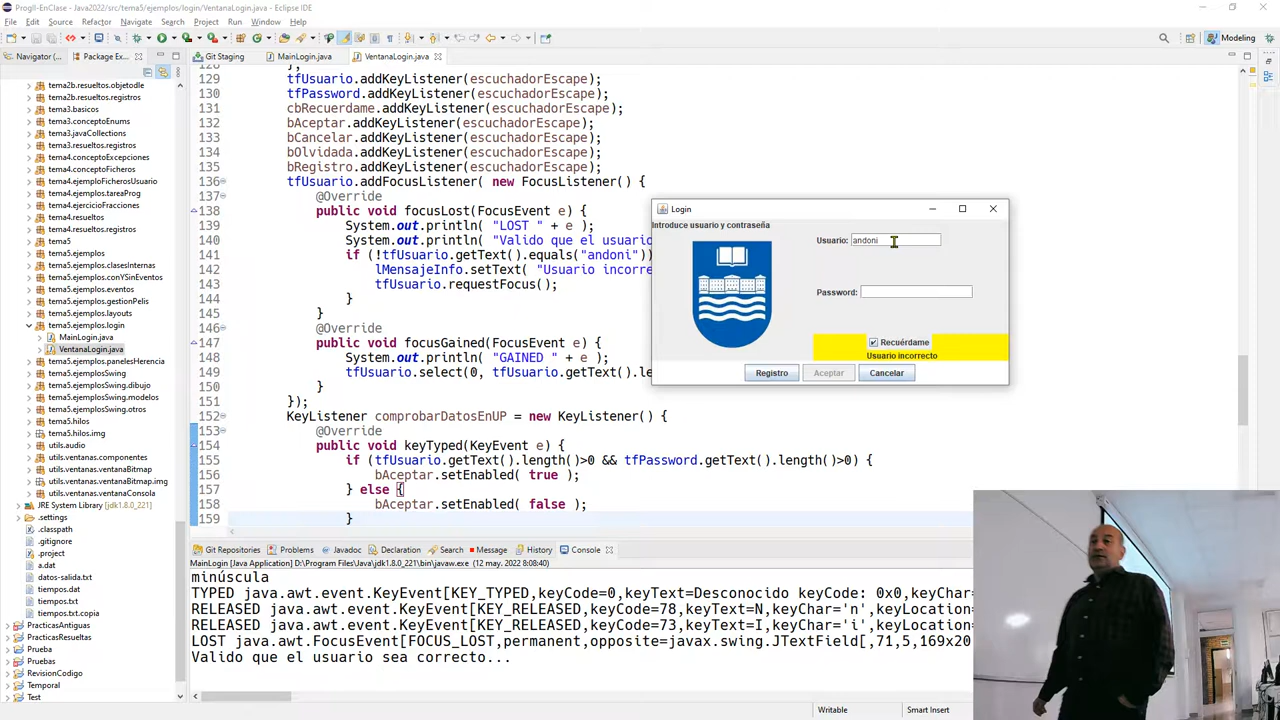 ProgII-EnClase - Java2022/src/tema5/ejemplos/login/VentanaLogin.java - Eclipse IDE
File Edit Source Refactor Navigate Search Project Run Window Help
Modeling
Navigator (...
Package Exp...
Git Staging
MainLogin.java
VentanaLogin.java
tema2b.resueltos.objetodle
tema2b.resueltos.registros
tema3.basicos
tema3.conceptoEnums
tema3.javaCollections
tema3.resueltos.registros
tema4.conceptoExcepciones
tema4.conceptoFicheros
tema4.ejemploFicherosUsuario
tema4.ejemplos.tareaProg
tema4.ejercicioFracciones
tema4.resueltos
tema4.resueltos.registros
tema5
tema5.ejemplos
tema5.ejemplos.clasesInternas
tema5.ejemplos.conYSinEventos
tema5.ejemplos.eventos
tema5.ejemplos.gestionPelis
tema5.ejemplos.layouts
tema5.ejemplos.login
MainLogin.java
VentanaLogin.java
tema5.ejemplos.panelesHerencia
tema5.ejemplosSwing
tema5.ejemplosSwing.dibujo
tema5.ejemplosSwing.modelos
tema5.ejemplosSwing.otros
tema5.hilos
tema5.hilos.img
utils.audio
utils.ventanas.componentes
utils.ventanas.ventanaBitmap
utils.ventanas.ventanaBitmap.img
utils.ventanas.ventanaConsola
JRE System Library [jdk1.8.0_221]
.settings
.classpath
.gitignore
.project
a.dat
datos-salida.txt
tiempos.dat
tiempos.txt
tiempos.txt.copia
PracticasAntiguas
PracticasResueltas
Prueba
Pruebas
RevisionCodigo
Temporal
Test
128 };
129 tfUsuario.addKeyListener(escuchadorEscape);
130 tfPassword.addKeyListener(escuchadorEscape);
131 cbRecuerdame.addKeyListener(escuchadorEscape);
132 bAceptar.addKeyListener(escuchadorEscape);
133 bCancelar.addKeyListener(escuchadorEscape);
134 bOlvidada.addKeyListener(escuchadorEscape);
135 bRegistro.addKeyListener(escuchadorEscape);
136 tfUsuario.addFocusListener( new FocusListener() {
137 @Override
138 public void focusLost(FocusEvent e) {
139 System.out.println( "LOST " + e );
140 System.out.println( "Valido que el usuario
141 if (!tfUsuario.getText().equals("andoni"))
142 lMensajeInfo.setText( "Usuario incorre
143 tfUsuario.requestFocus();
144 }
145 }
146 @Override
147 public void focusGained(FocusEvent e) {
148 System.out.println( "GAINED " + e );
149 tfUsuario.select(0, tfUsuario.getText().le
150 }
151 });
152 KeyListener comprobarDatosEnUP = new KeyListener() {
153 @Override
154 public void keyTyped(KeyEvent e) {
155 if (tfUsuario.getText().length()>0 && tfPassword.getText().length()>0) {
156 bAceptar.setEnabled( true );
157 } else {
158 bAceptar.setEnabled( false );
159 }
Login
Introduce usuario y contraseña
Usuario: andoni
Password:
Recuérdame
Usuario incorrecto
Registro Aceptar Cancelar
Git Repositories Problems Javadoc Declaration Search Message History Console
MainLogin [Java Application] D:\Program Files\Java\jdk1.8.0_221\bin\javaw.exe (12 may. 2022 8:08:40)
minúscula
TYPED java.awt.event.KeyEvent[KEY_TYPED,keyCode=0,keyText=Desconocido keyCode: 0x0,keyChar=
RELEASED java.awt.event.KeyEvent[KEY_RELEASED,keyCode=78,keyText=N,keyChar='n',keyLocation=
RELEASED java.awt.event.KeyEvent[KEY_RELEASED,keyCode=73,keyText=I,keyChar='i',keyLocation=
LOST java.awt.FocusEvent[FOCUS_LOST,permanent,opposite=javax.swing.JTextField[,71,5,169x20
Valido que el usuario sea correcto...
Writable
Smart Insert